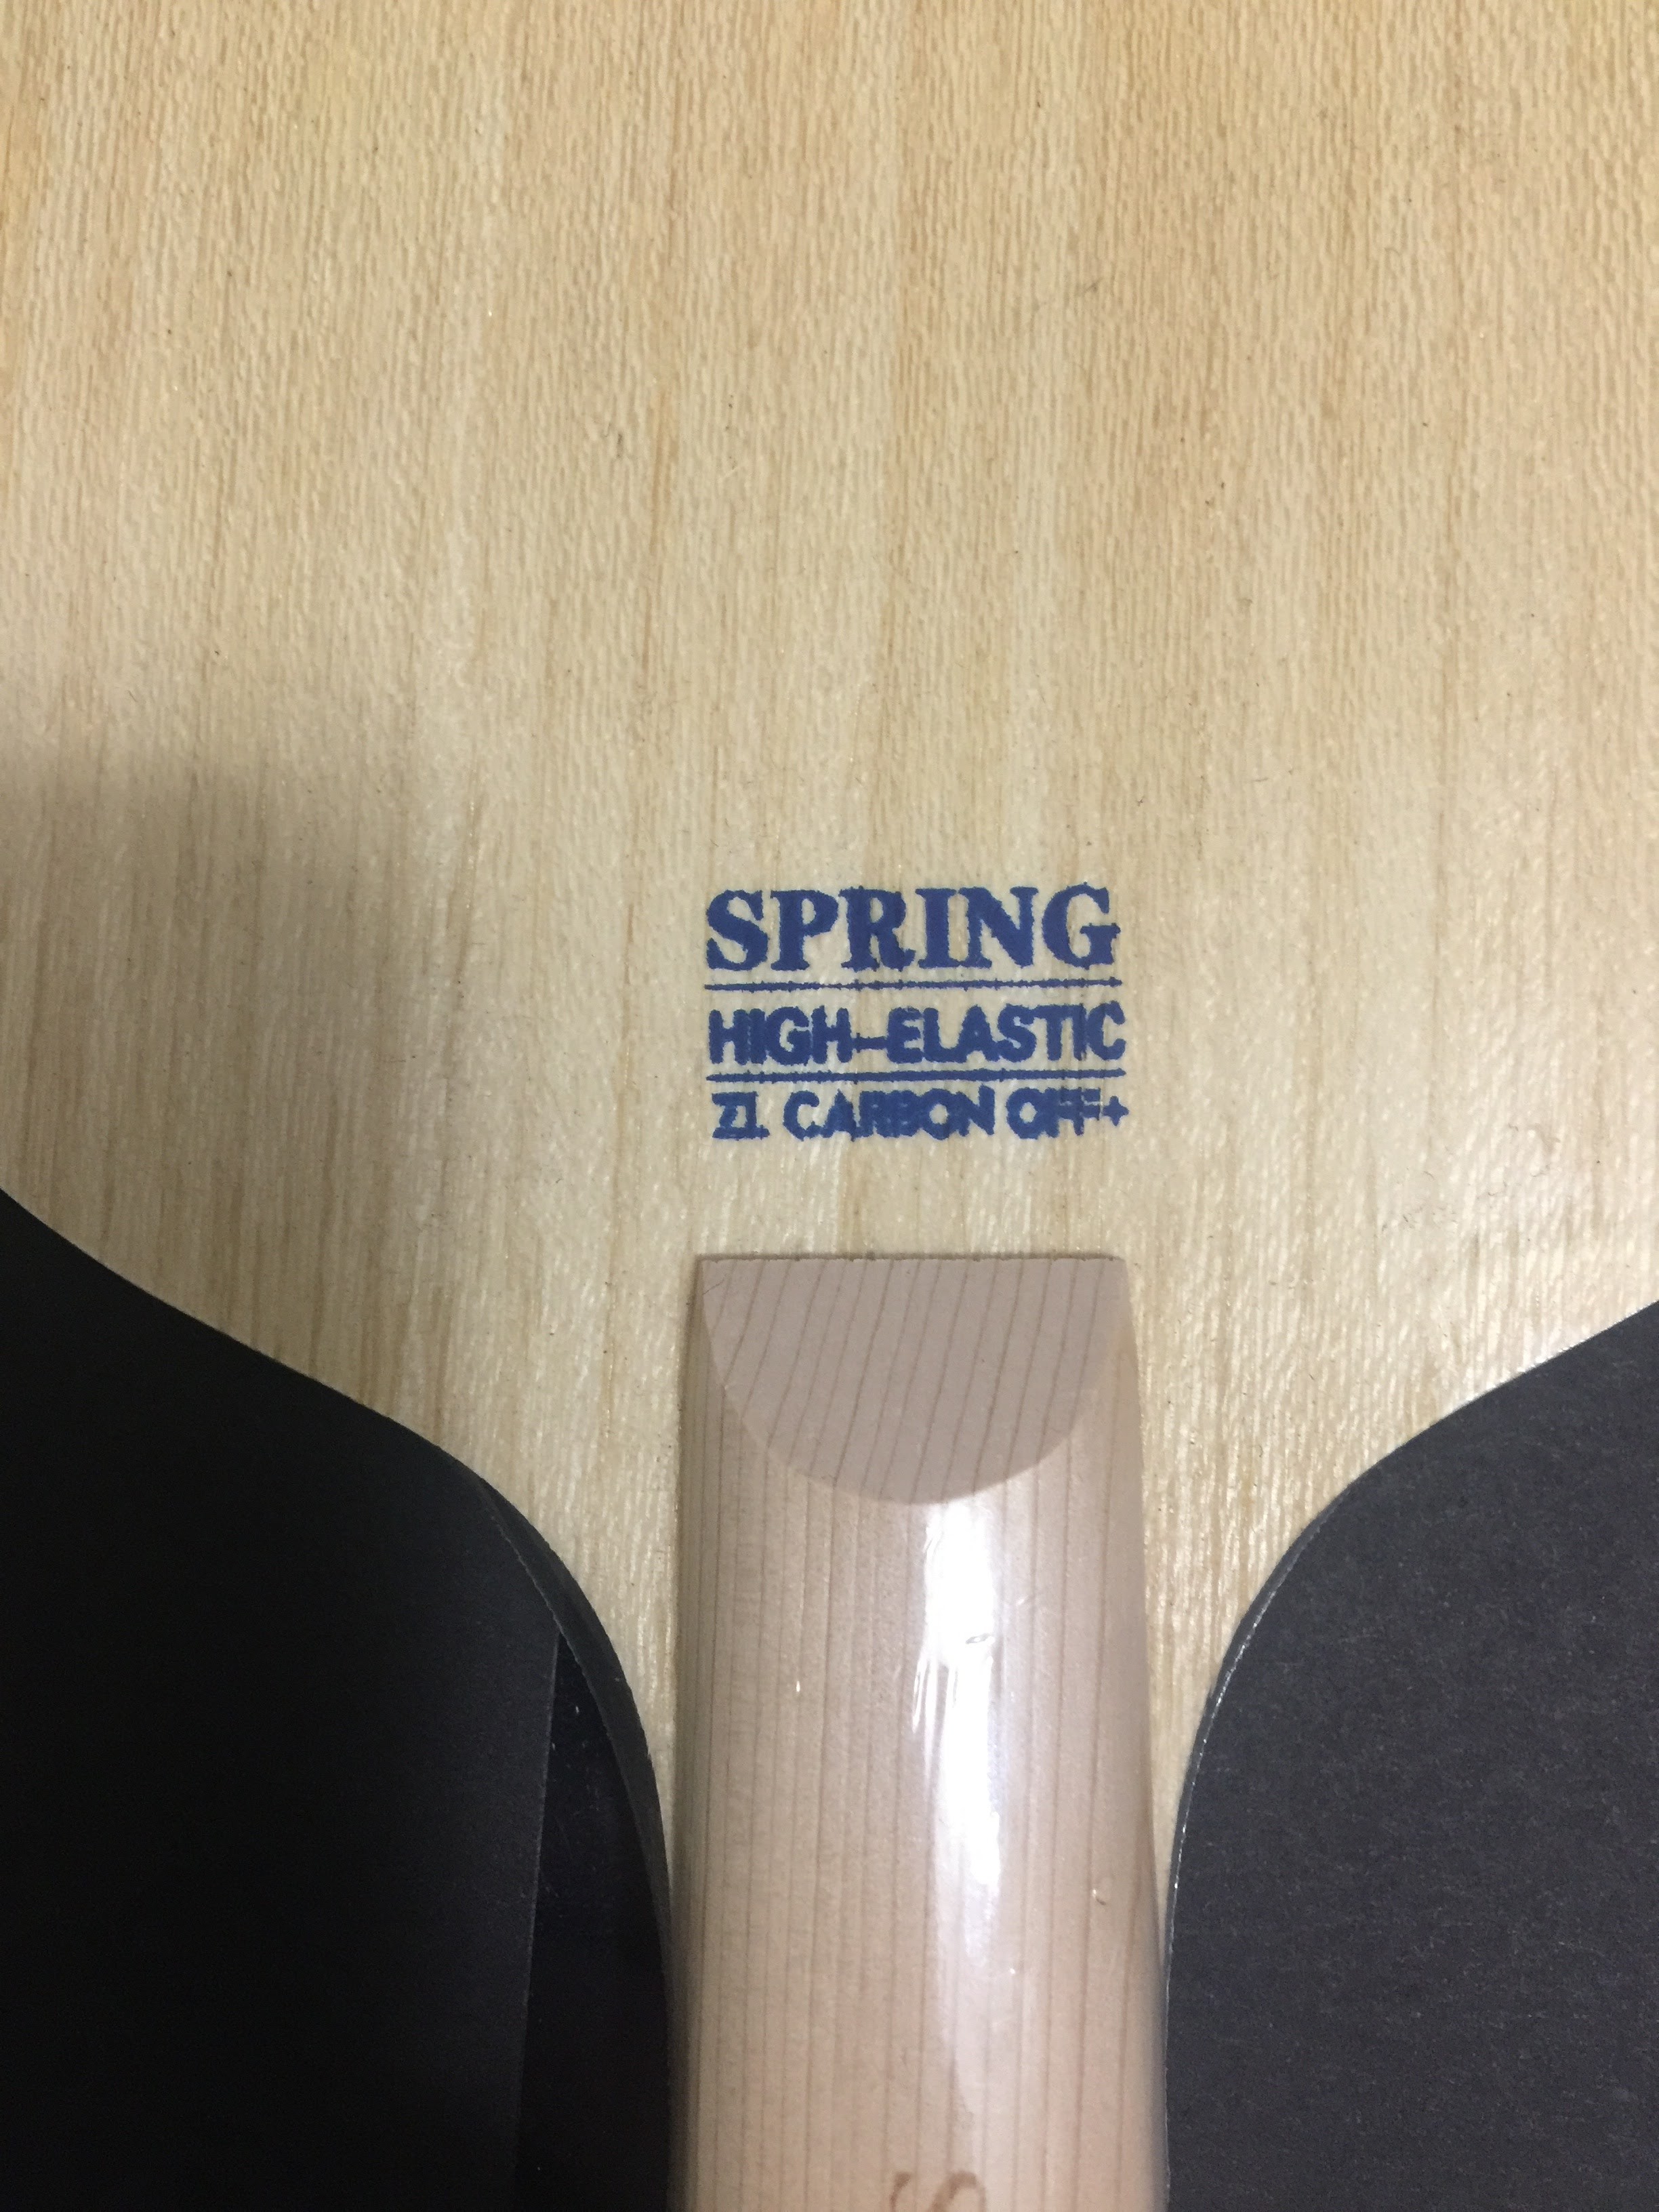 SPRING
HIGH-ELASTIC
ZL CARBON OFF+
S